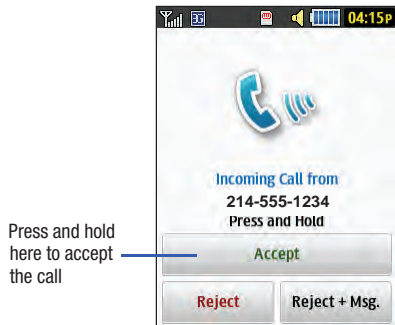 3G 04:15P
Incoming Call from
214-555-1234
Press and Hold
Press and hold
here to accept
the call
Accept
Reject Reject + Msg.